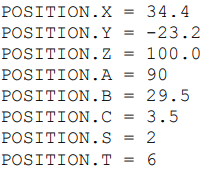 POSITION.X = 34.4
POSITION.Y = -23.2
POSITION.Z = 100.0
POSITION.A = 90
POSITION.B = 29.5
POSITION.C = 3.5
POSITION.S = 2
POSITION.T = 6